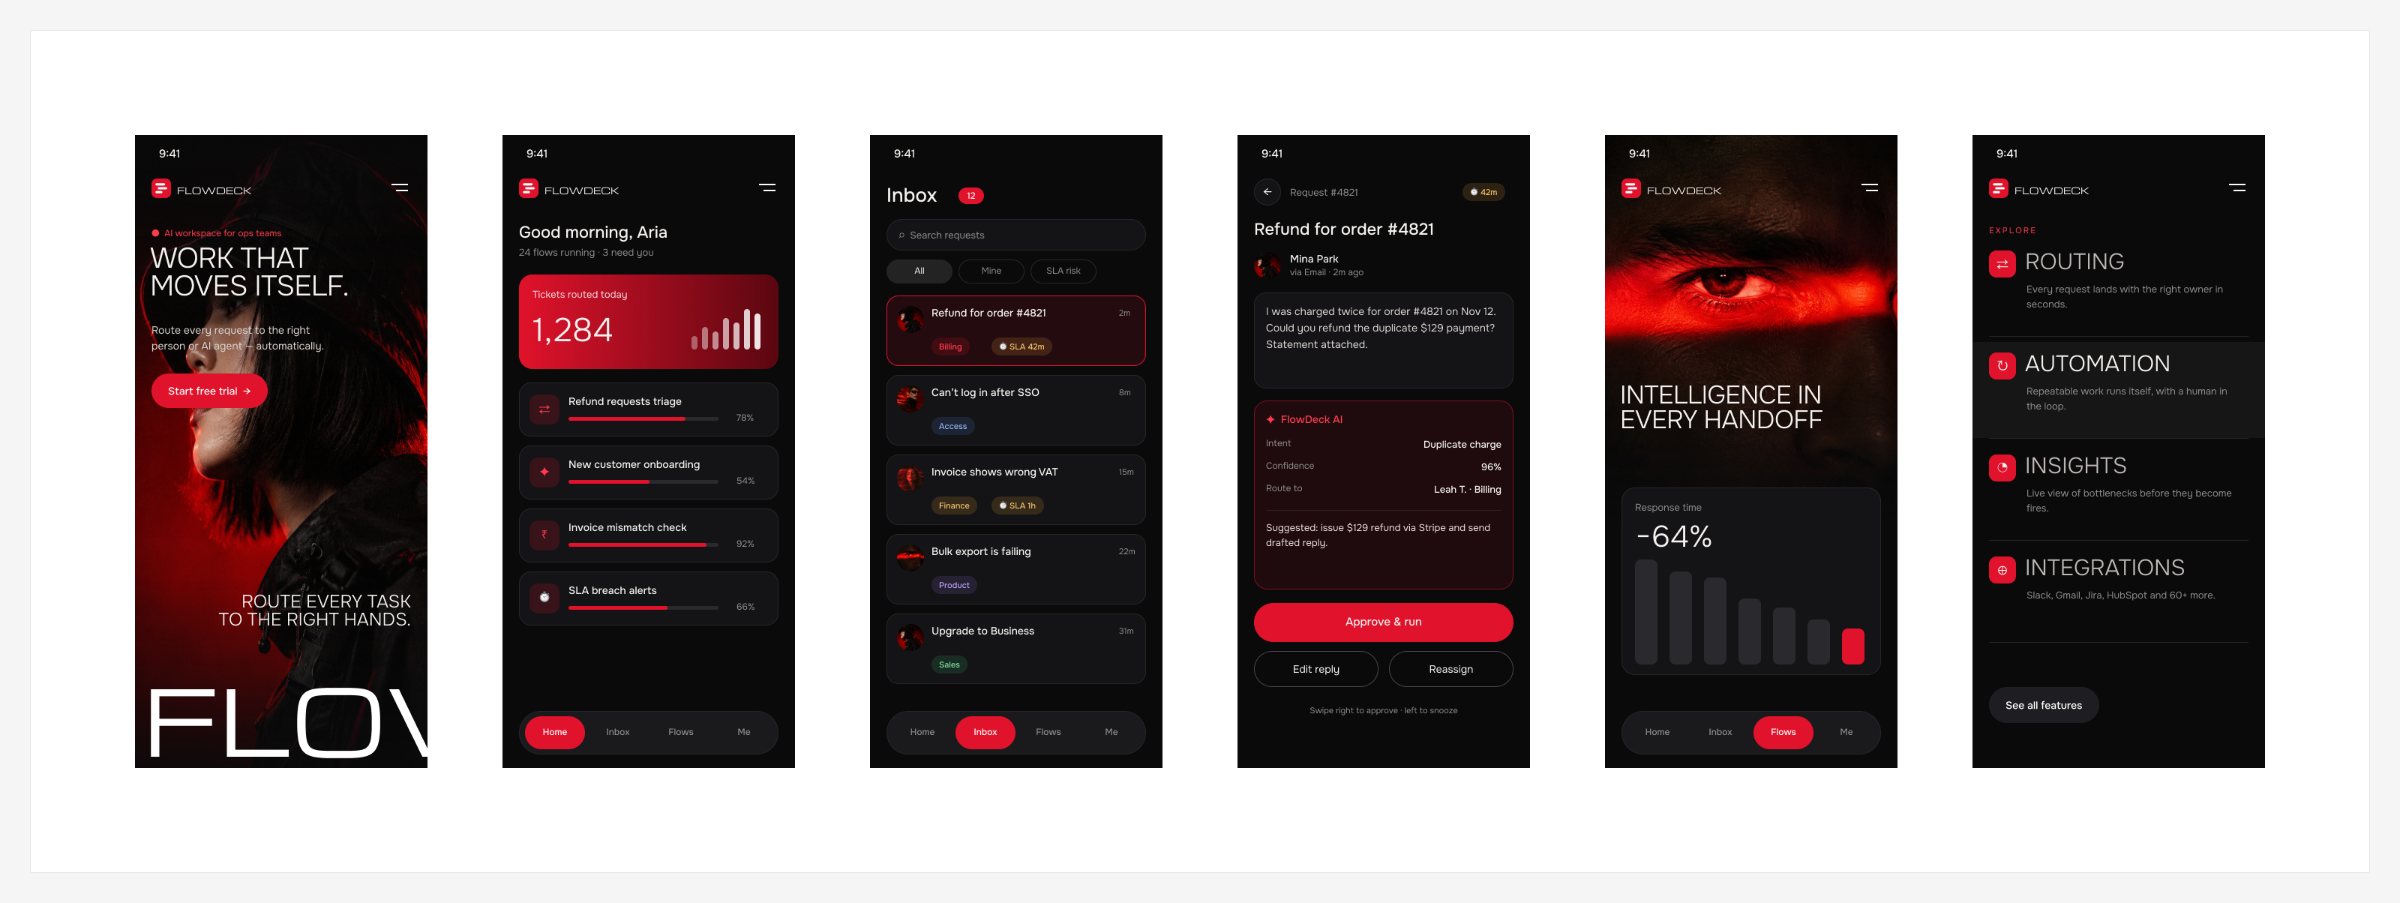 9:41
FLOWDECK
AI workspace for ops teams
WORK THAT
MOVES ITSELF.
Route every request to the right
person or AI agent — automatically.
Start free trial →
ROUTE EVERY TASK
TO THE RIGHT HANDS.
FLOW
9:41
FLOWDECK
Good morning, Aria
24 flows running · 3 need you
Tickets routed today
1,284
Refund requests triage
78%
New customer onboarding
54%
₹
Invoice mismatch check
92%
SLA breach alerts
66%
Home Inbox Flows Me
9:41
Inbox 12
Search requests
All Mine SLA risk
Refund for order #4821 2m
Billing SLA 42m
Can't log in after SSO 8m
Access
Invoice shows wrong VAT 15m
Finance SLA 1h
Bulk export is failing 22m
Product
Upgrade to Business 31m
Sales
Home Inbox Flows Me
9:41
← Request #4821 42m
Refund for order #4821
Mina Park
via Email · 2m ago
I was charged twice for order #4821 on Nov 12.
Could you refund the duplicate $129 payment?
Statement attached.
✦ FlowDeck AI
Intent Duplicate charge
Confidence 96%
Route to Leah T. · Billing
Suggested: issue $129 refund via Stripe and send
drafted reply.
Approve & run
Edit reply Reassign
Swipe right to approve · left to snooze
9:41
FLOWDECK
INTELLIGENCE IN
EVERY HANDOFF
Response time
-64%
Home Inbox Flows Me
9:41
FLOWDECK
EXPLORE
ROUTING
Every request lands with the right owner in
seconds.
AUTOMATION
Repeatable work runs itself, with a human in
the loop.
INSIGHTS
Live view of bottlenecks before they become
fires.
INTEGRATIONS
Slack, Gmail, Jira, HubSpot and 60+ more.
See all features